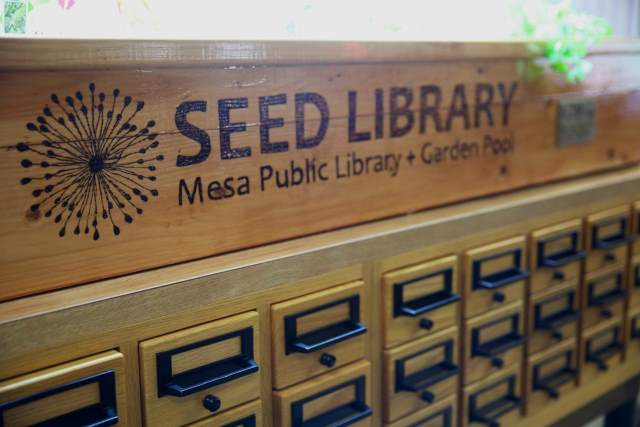 SEED LIBRARY
Mesa Public Library + Garden Pool